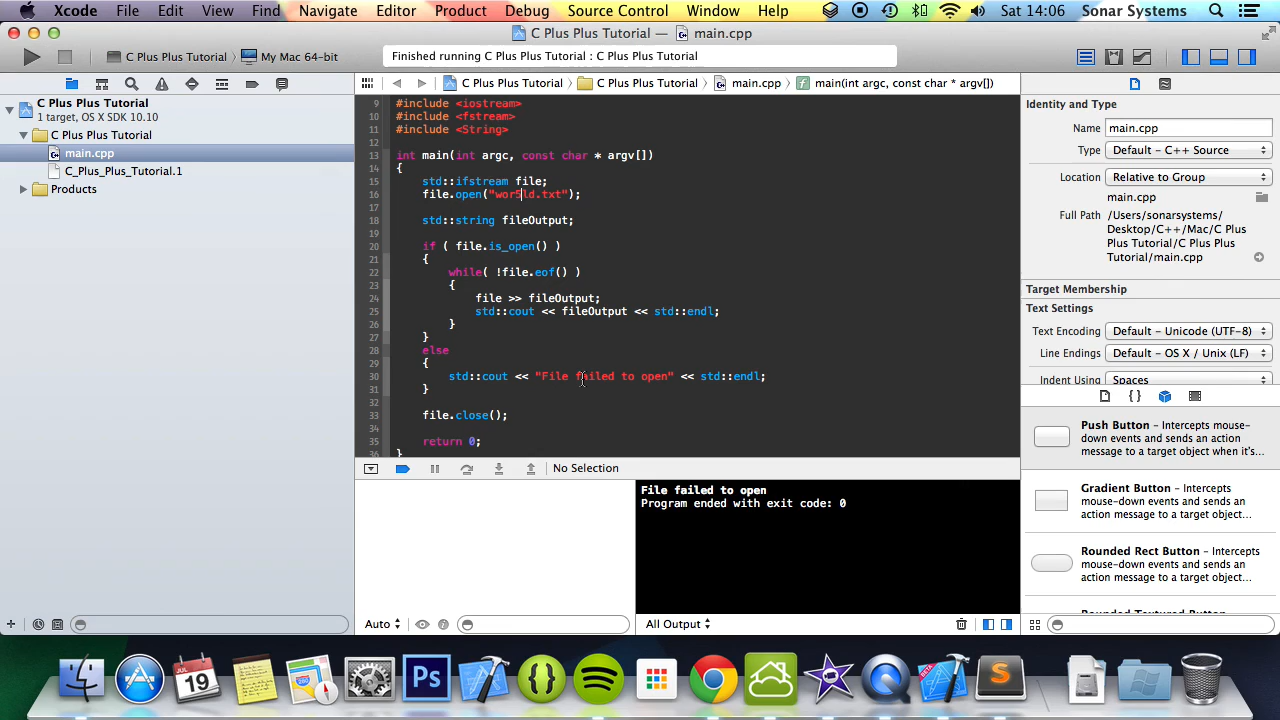 Xcode File Edit View Find Navigate Editor Product Debug Source Control Window Help Sat 14:06 Sonar Systems
C Plus Plus Tutorial — main.cpp
C Plus Plus Tutorial My Mac 64-bit Finished running C Plus Plus Tutorial : C Plus Plus Tutorial
C Plus Plus Tutorial C Plus Plus Tutorial main.cpp main(int argc, const char * argv[])
C Plus Plus Tutorial
1 target, OS X SDK 10.10
C Plus Plus Tutorial
main.cpp
C_Plus_Plus_Tutorial.1
Products
9 #include <iostream>
10 #include <fstream>
11 #include <String>
12
13 int main(int argc, const char * argv[])
14 {
15 std::ifstream file;
16 file.open("wor5ld.txt");
17
18 std::string fileOutput;
19
20 if ( file.is_open() )
21 {
22 while( !file.eof() )
23 {
24 file >> fileOutput;
25 std::cout << fileOutput << std::endl;
26 }
27 }
28 else
29 {
30 std::cout << "File failed to open" << std::endl;
31 }
32
33 file.close();
34
35 return 0;
36 }
No Selection
File failed to open
Program ended with exit code: 0
Auto
All Output
Identity and Type
Name main.cpp
Type Default - C++ Source
Location Relative to Group
main.cpp
Full Path /Users/sonarsystems/
Desktop/C++/Mac/C Plus
Plus Tutorial/C Plus Plus
Tutorial/main.cpp
Target Membership
Text Settings
Text Encoding Default - Unicode (UTF-8)
Line Endings Default - OS X / Unix (LF)
Indent Using Spaces
{ }
Push Button - Intercepts mouse-
down events and sends an action
message to a target object when it's...
Gradient Button - Intercepts
mouse-down events and sends an
action message to a target object...
Rounded Rect Button - Intercepts
mouse-down events and sends an
action message to a target object...
Rounded Textured Button
JUL
19
Ps
{ }
S